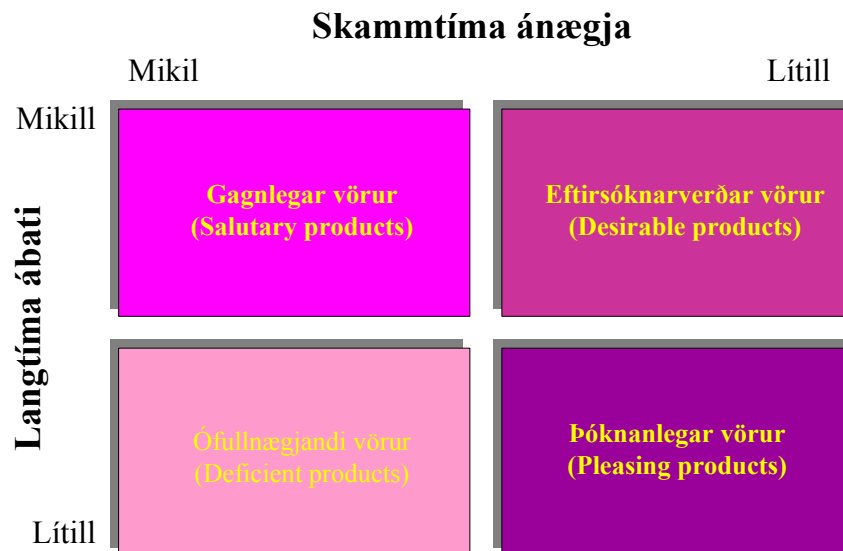 Skammtíma ánægja
Mikil
Lítill
Mikill
Langtíma ábati
Gagnlegar vörur
(Salutary products)
Eftirsóknarverðar vörur
(Desirable products)
Ófullnægjandi vörur
(Deficient products)
Þóknanlegar vörur
(Pleasing products)
Lítill